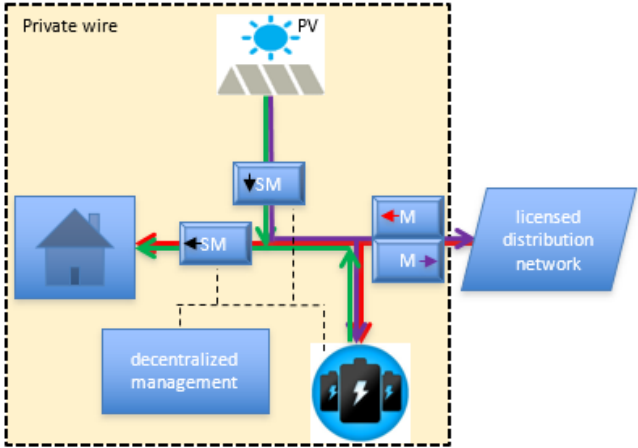 Private wire
PV
SM
SM
M
M
licensed
distribution
network
decentralized
management